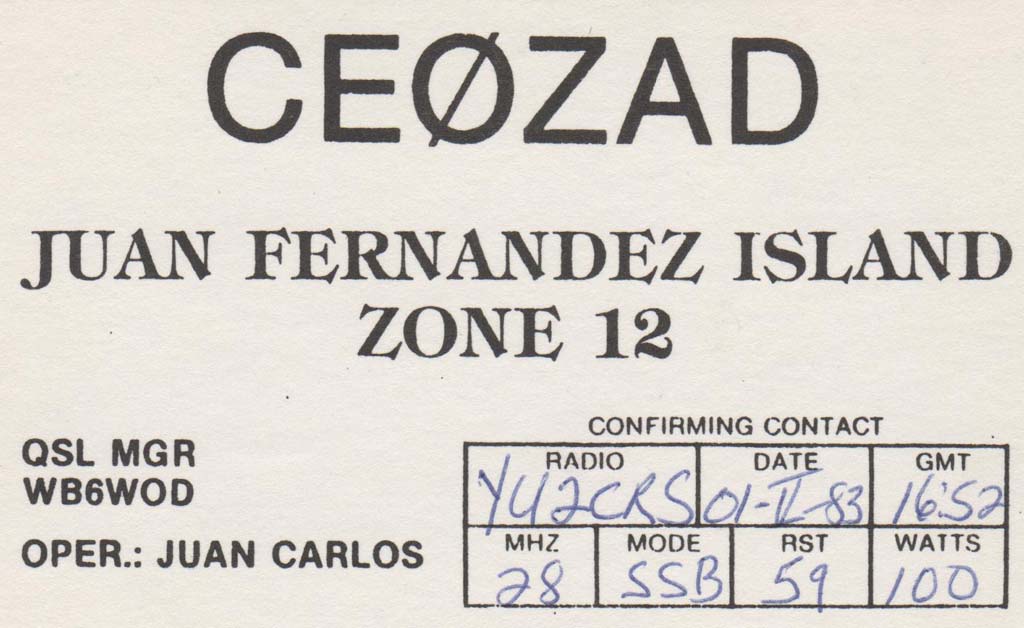 CEØZAD
JUAN FERNANDEZ ISLAND
ZONE 12
QSL MGR
WB6WOD
OPER.: JUAN CARLOS
CONFIRMING CONTACT
RADIO DATE GMT
YU2CRS 01-II-83 16:52
MHZ MODE RST WATTS
28 SSB 59 100